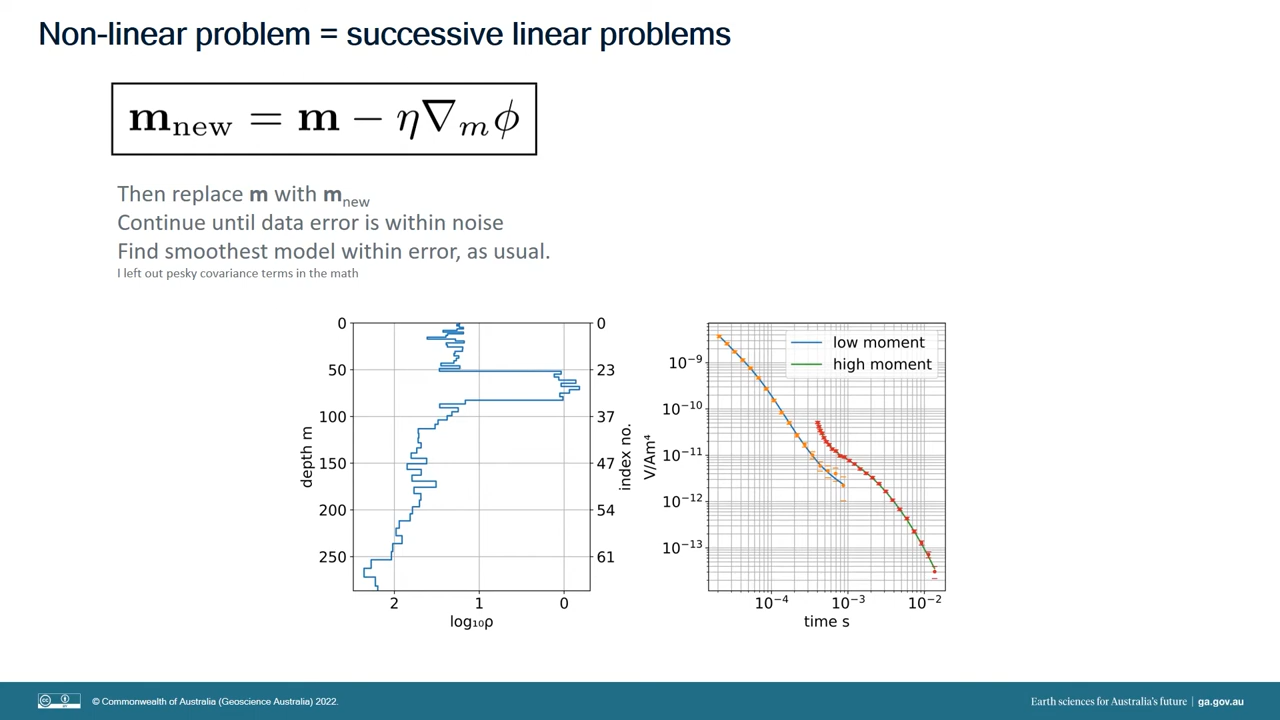 Non-linear problem = successive linear problems
m_new = m − η∇_mϕ
Then replace m with m_new
Continue until data error is within noise
Find smoothest model within error, as usual.
I left out pesky covariance terms in the math
0
50
100
150
200
250
depth m
2
1
0
log₁₀ρ
0
23
37
47
54
61
index no.
low moment
high moment
10⁻⁹
10⁻¹⁰
10⁻¹¹
10⁻¹²
10⁻¹³
V/Am⁴
10⁻⁴
10⁻³
10⁻²
time s
cc
© Commonwealth of Australia (Geoscience Australia) 2022.
Earth sciences for Australia's future | ga.gov.au